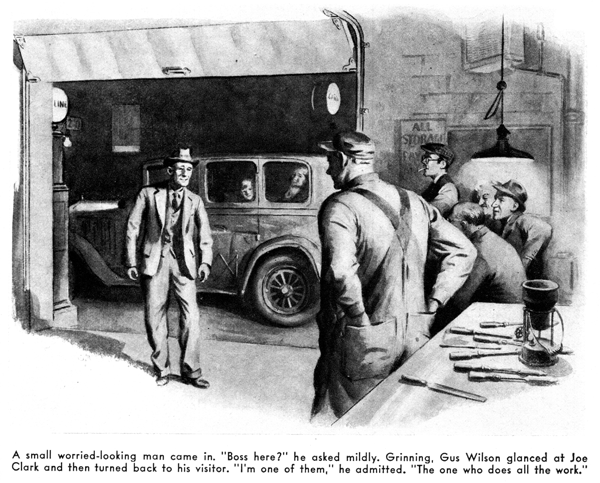 LINE
ALL
STORAGE
A small worried-looking man came in. "Boss here?" he asked mildly. Grinning, Gus Wilson glanced at Joe
Clark and then turned back to his visitor. "I'm one of them," he admitted. "The one who does all the work."